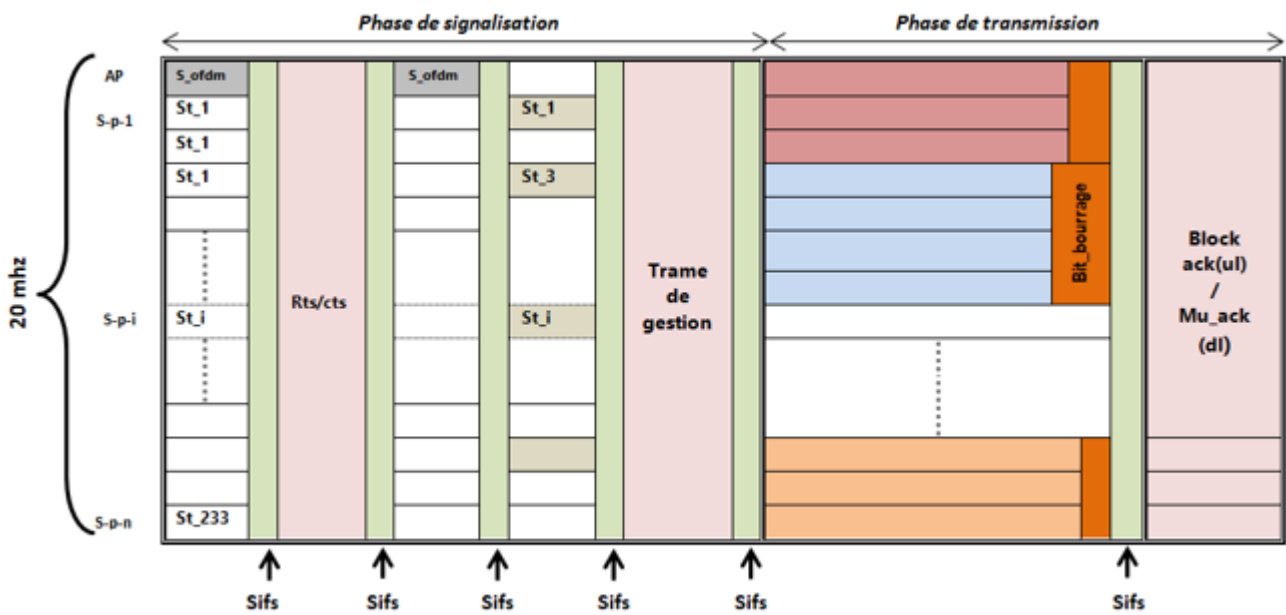 Phase de signalisation
Phase de transmission
20 mhz
AP
S-p-1
S-p-i
S-p-n
S_ofdm
St_1
St_1
St_1
St_i
St_233
Rts/cts
S_ofdm
St_1
St_3
St_i
Trame
de
gestion
Bit_bourrage
Block
ack(ul)
/
Mu_ack
(dl)
Sifs
Sifs
Sifs
Sifs
Sifs
Sifs